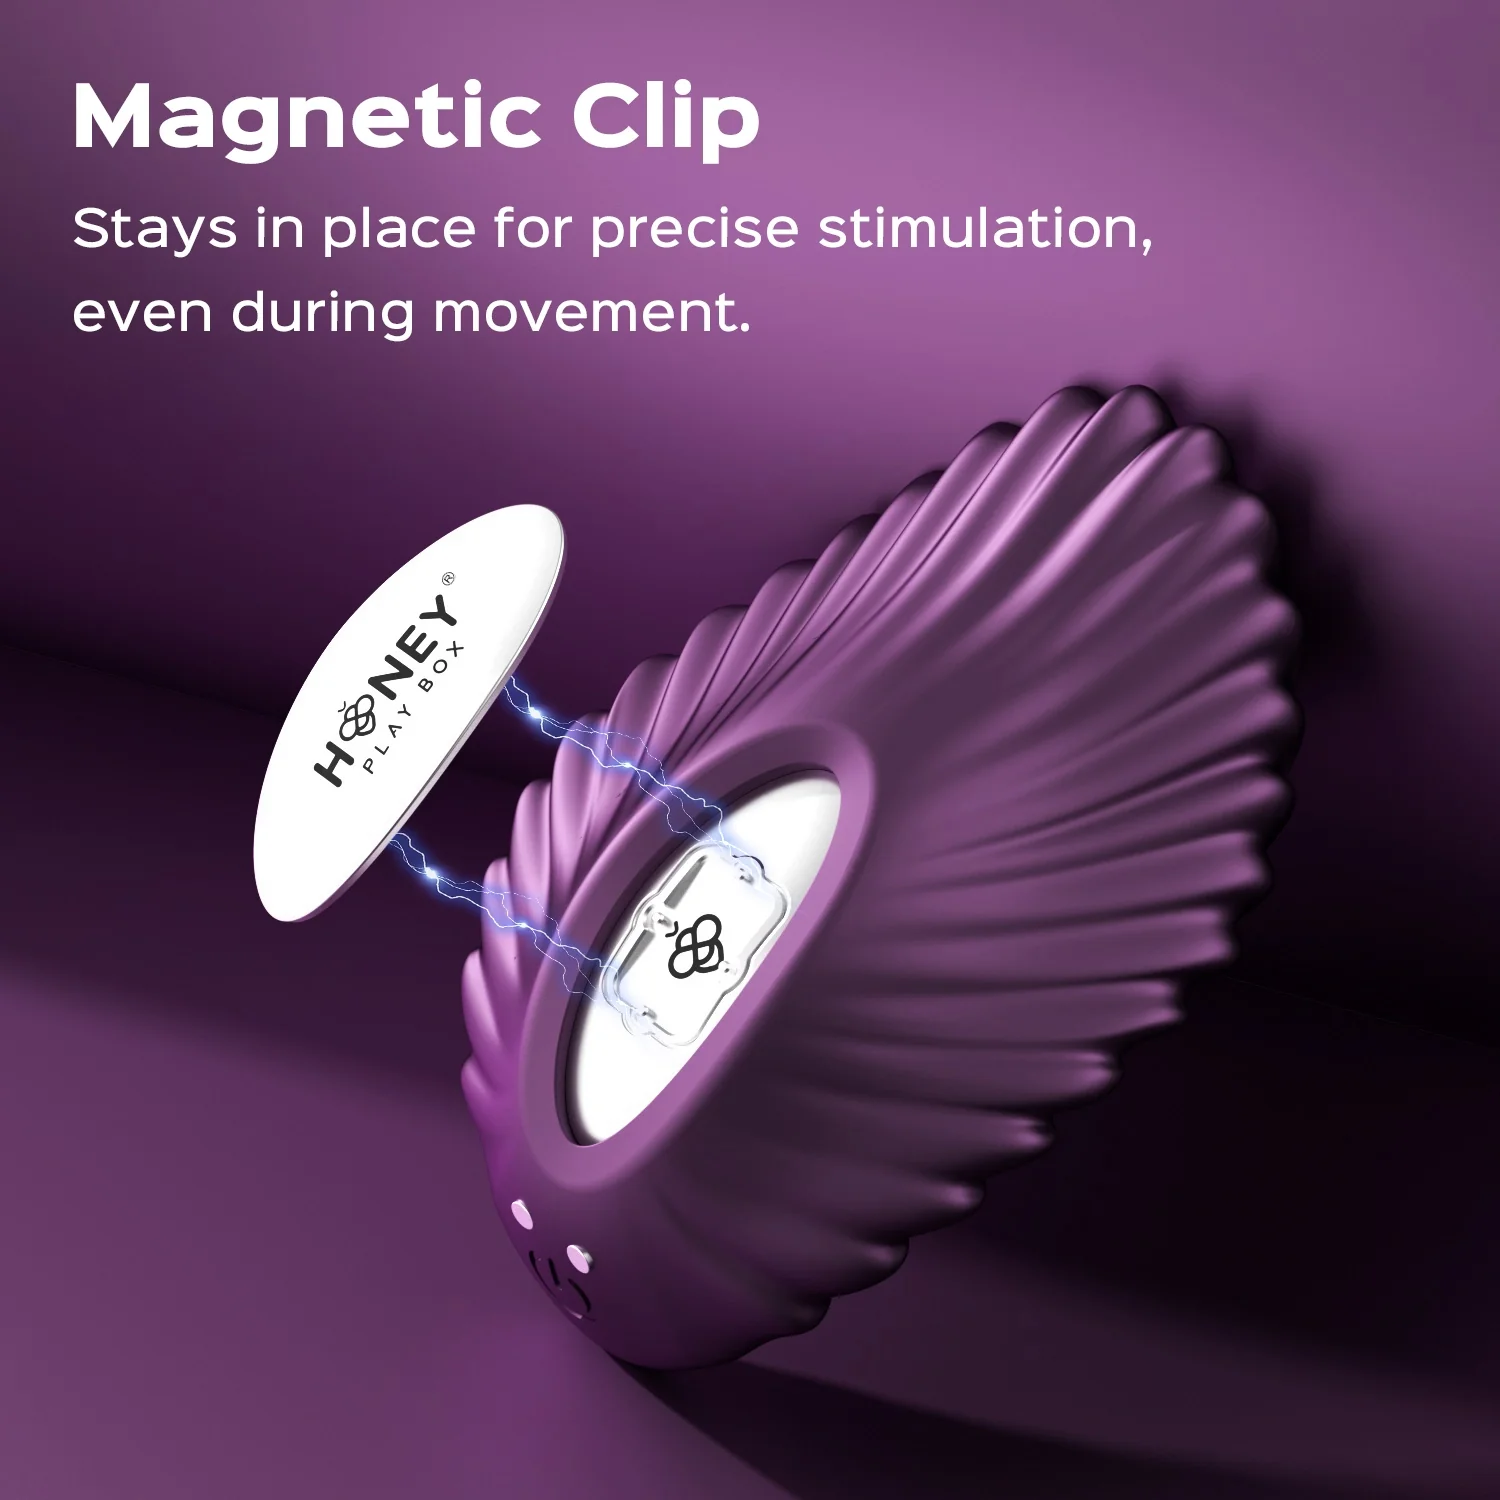 Magnetic Clip
Stays in place for precise stimulation,
even during movement.
HONEY®
PLAY BOX